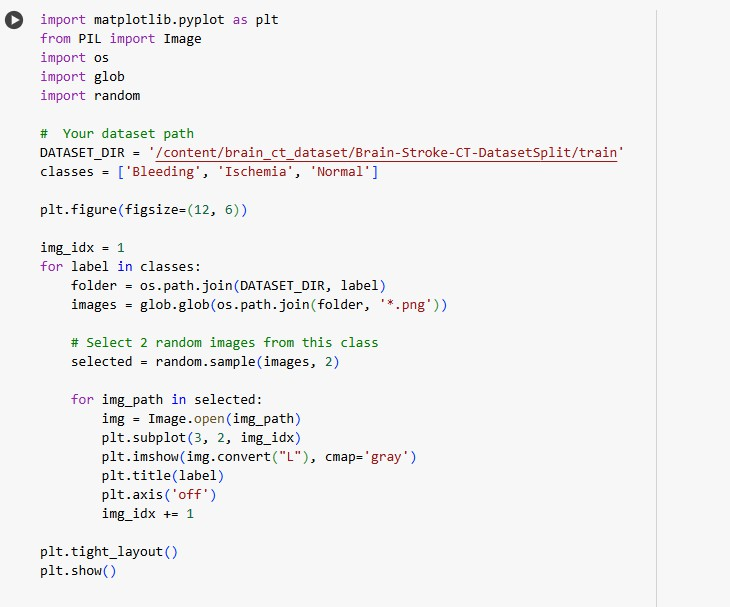 import matplotlib.pyplot as plt
from PIL import Image
import os
import glob
import random

#  Your dataset path
DATASET_DIR = '/content/brain_ct_dataset/Brain-Stroke-CT-DatasetSplit/train'
classes = ['Bleeding', 'Ischemia', 'Normal']

plt.figure(figsize=(12, 6))

img_idx = 1
for label in classes:
    folder = os.path.join(DATASET_DIR, label)
    images = glob.glob(os.path.join(folder, '*.png'))

    # Select 2 random images from this class
    selected = random.sample(images, 2)

    for img_path in selected:
        img = Image.open(img_path)
        plt.subplot(3, 2, img_idx)
        plt.imshow(img.convert("L"), cmap='gray')
        plt.title(label)
        plt.axis('off')
        img_idx += 1

plt.tight_layout()
plt.show()